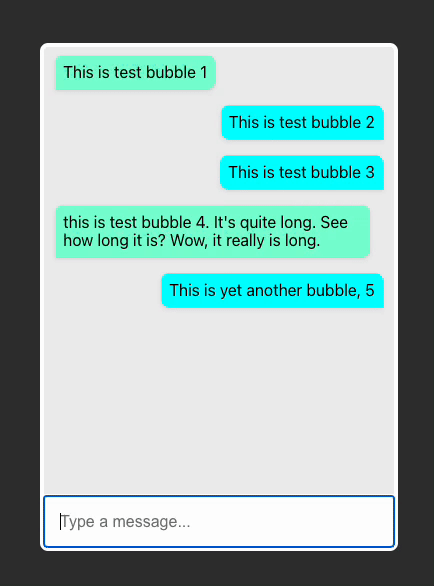 This is test bubble 1
This is test bubble 2
This is test bubble 3
this is test bubble 4. It's quite long. See
how long it is? Wow, it really is long.
This is yet another bubble, 5
Type a message...